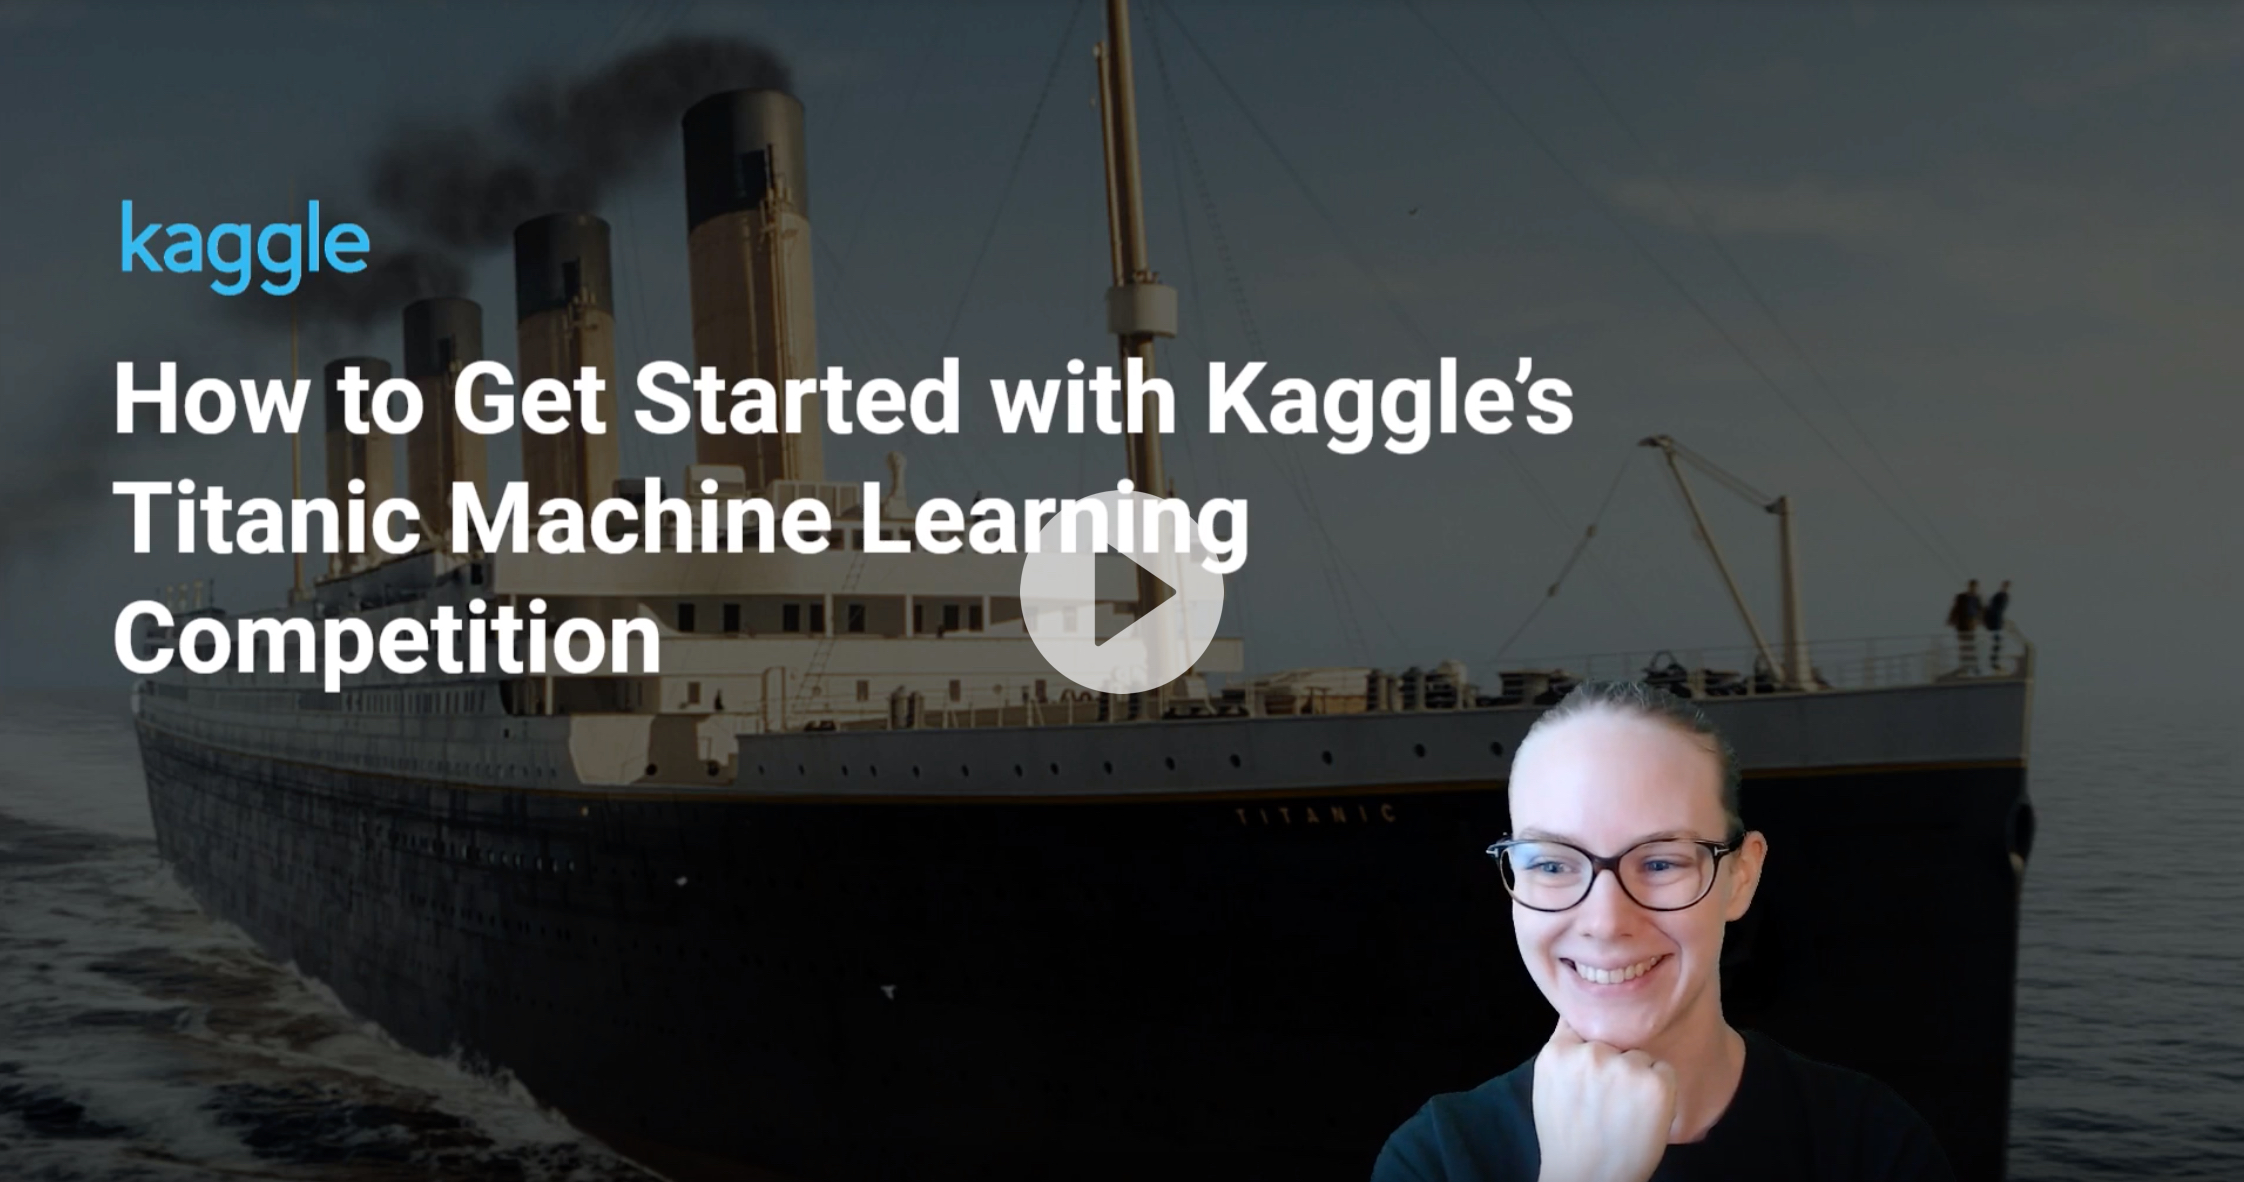 kaggle
How to Get Started with Kaggle’s
Titanic Machine Learning
Competition
TITANIC